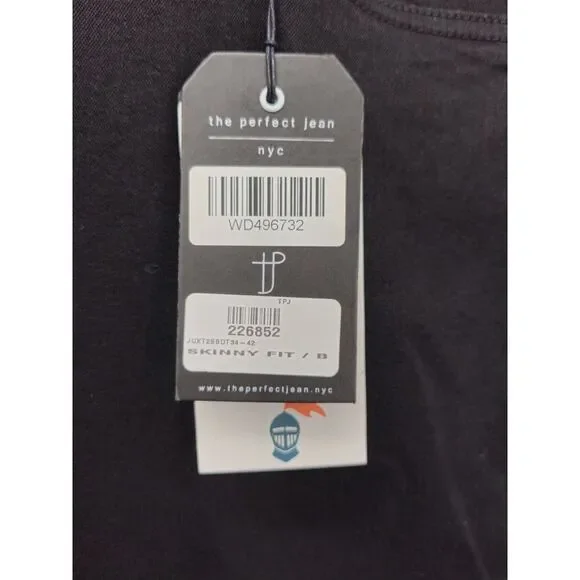 the perfect jean
nyc
WD496732
TPJ
226852
SKINNY FIT / B
www.theperfectjean.nyc